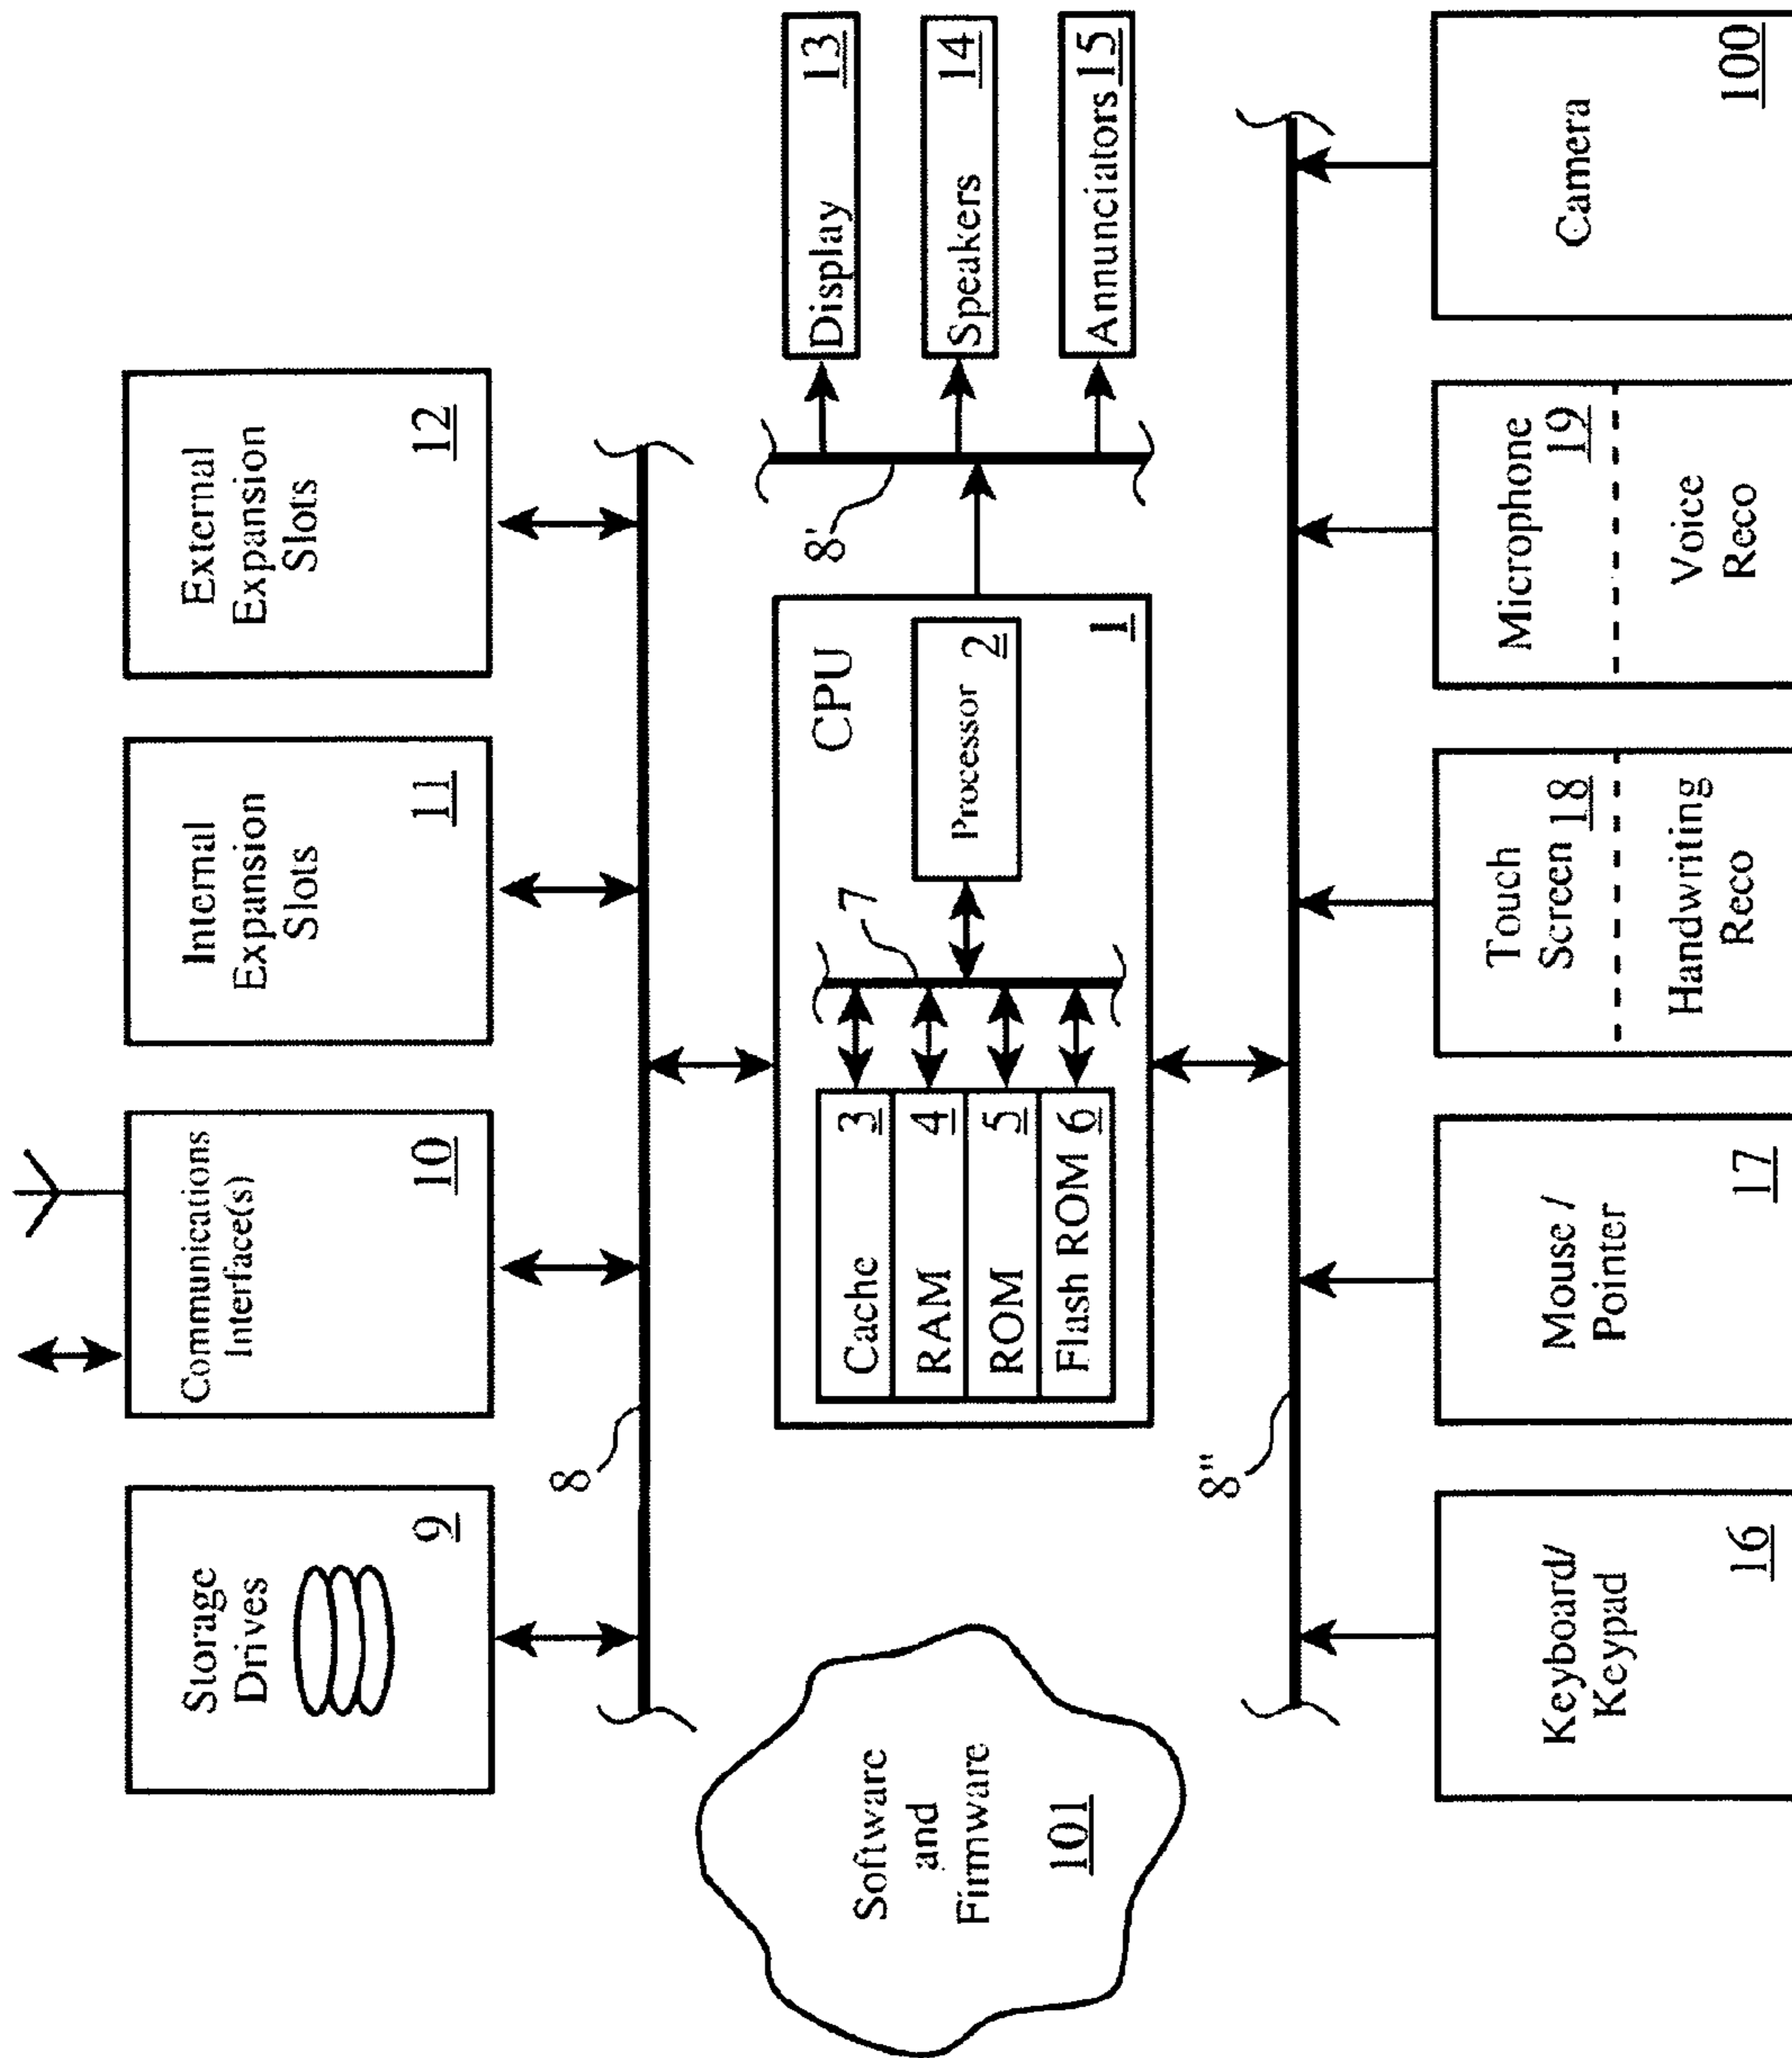 Storage
Drives
9
Communications
Interface(s)
10
Internal
Expansion
Slots
11
External
Expansion
Slots
12
8
CPU
Cache 3
RAM 4
ROM 5
Flash ROM 6
7
Processor 2
1
8'
Display 13
Speakers 14
Annunciators 15
Software
and
Firmware
101
8"
Keyboard/
Keypad
16
Mouse /
Pointer
17
Touch
Screen 18
Handwriting
Reco
Microphone
19
Voice
Reco
Camera
100